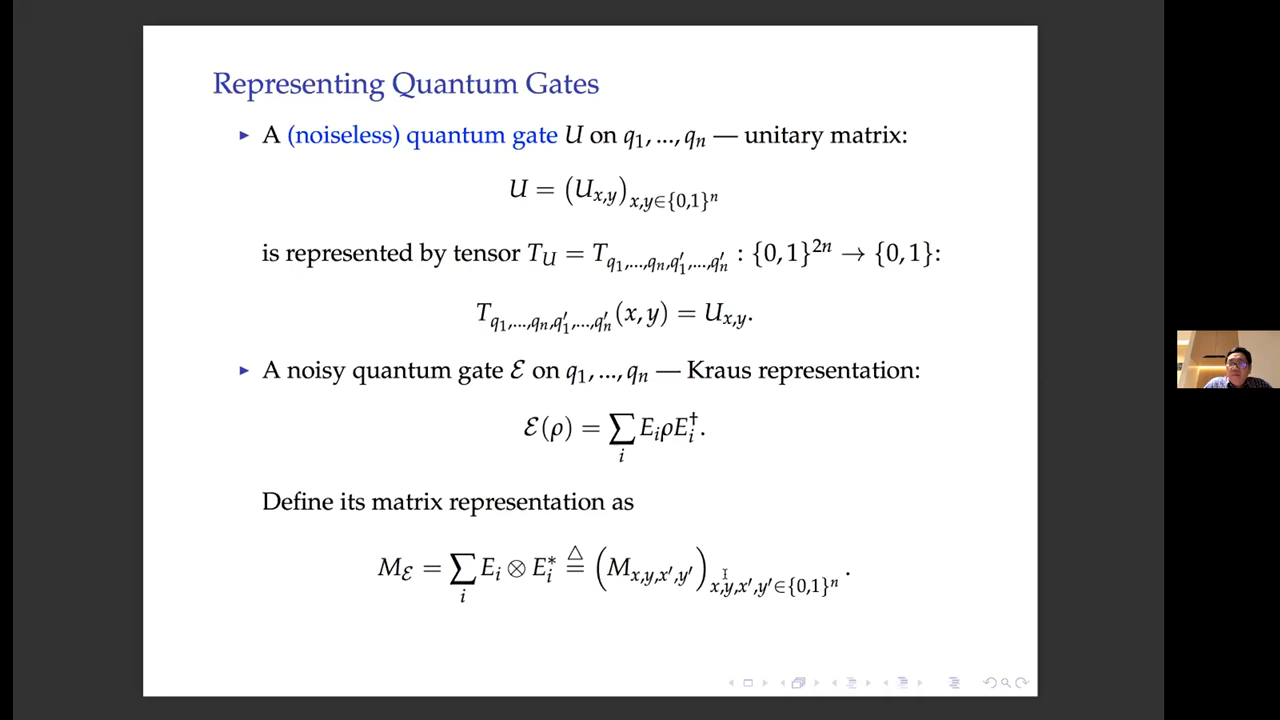 Representing Quantum Gates
▸ A (noiseless) quantum gate U on q₁, ..., qₙ — unitary matrix:
U = (U_{x,y})_{x,y∈{0,1}ⁿ}
is represented by tensor T_U = T_{q₁,...,qₙ,q′₁,...,q′ₙ} : {0,1}²ⁿ → {0,1}:
T_{q₁,...,qₙ,q′₁,...,q′ₙ}(x, y) = U_{x,y}.
▸ A noisy quantum gate ℰ on q₁, ..., qₙ — Kraus representation:
ℰ(ρ) = ∑_i E_i ρ E_i^†.
Define its matrix representation as
M_ℰ = ∑_i E_i ⊗ E_i^* ≜ (M_{x,y,x′,y′})_{x,y,x′,y′∈{0,1}ⁿ}.